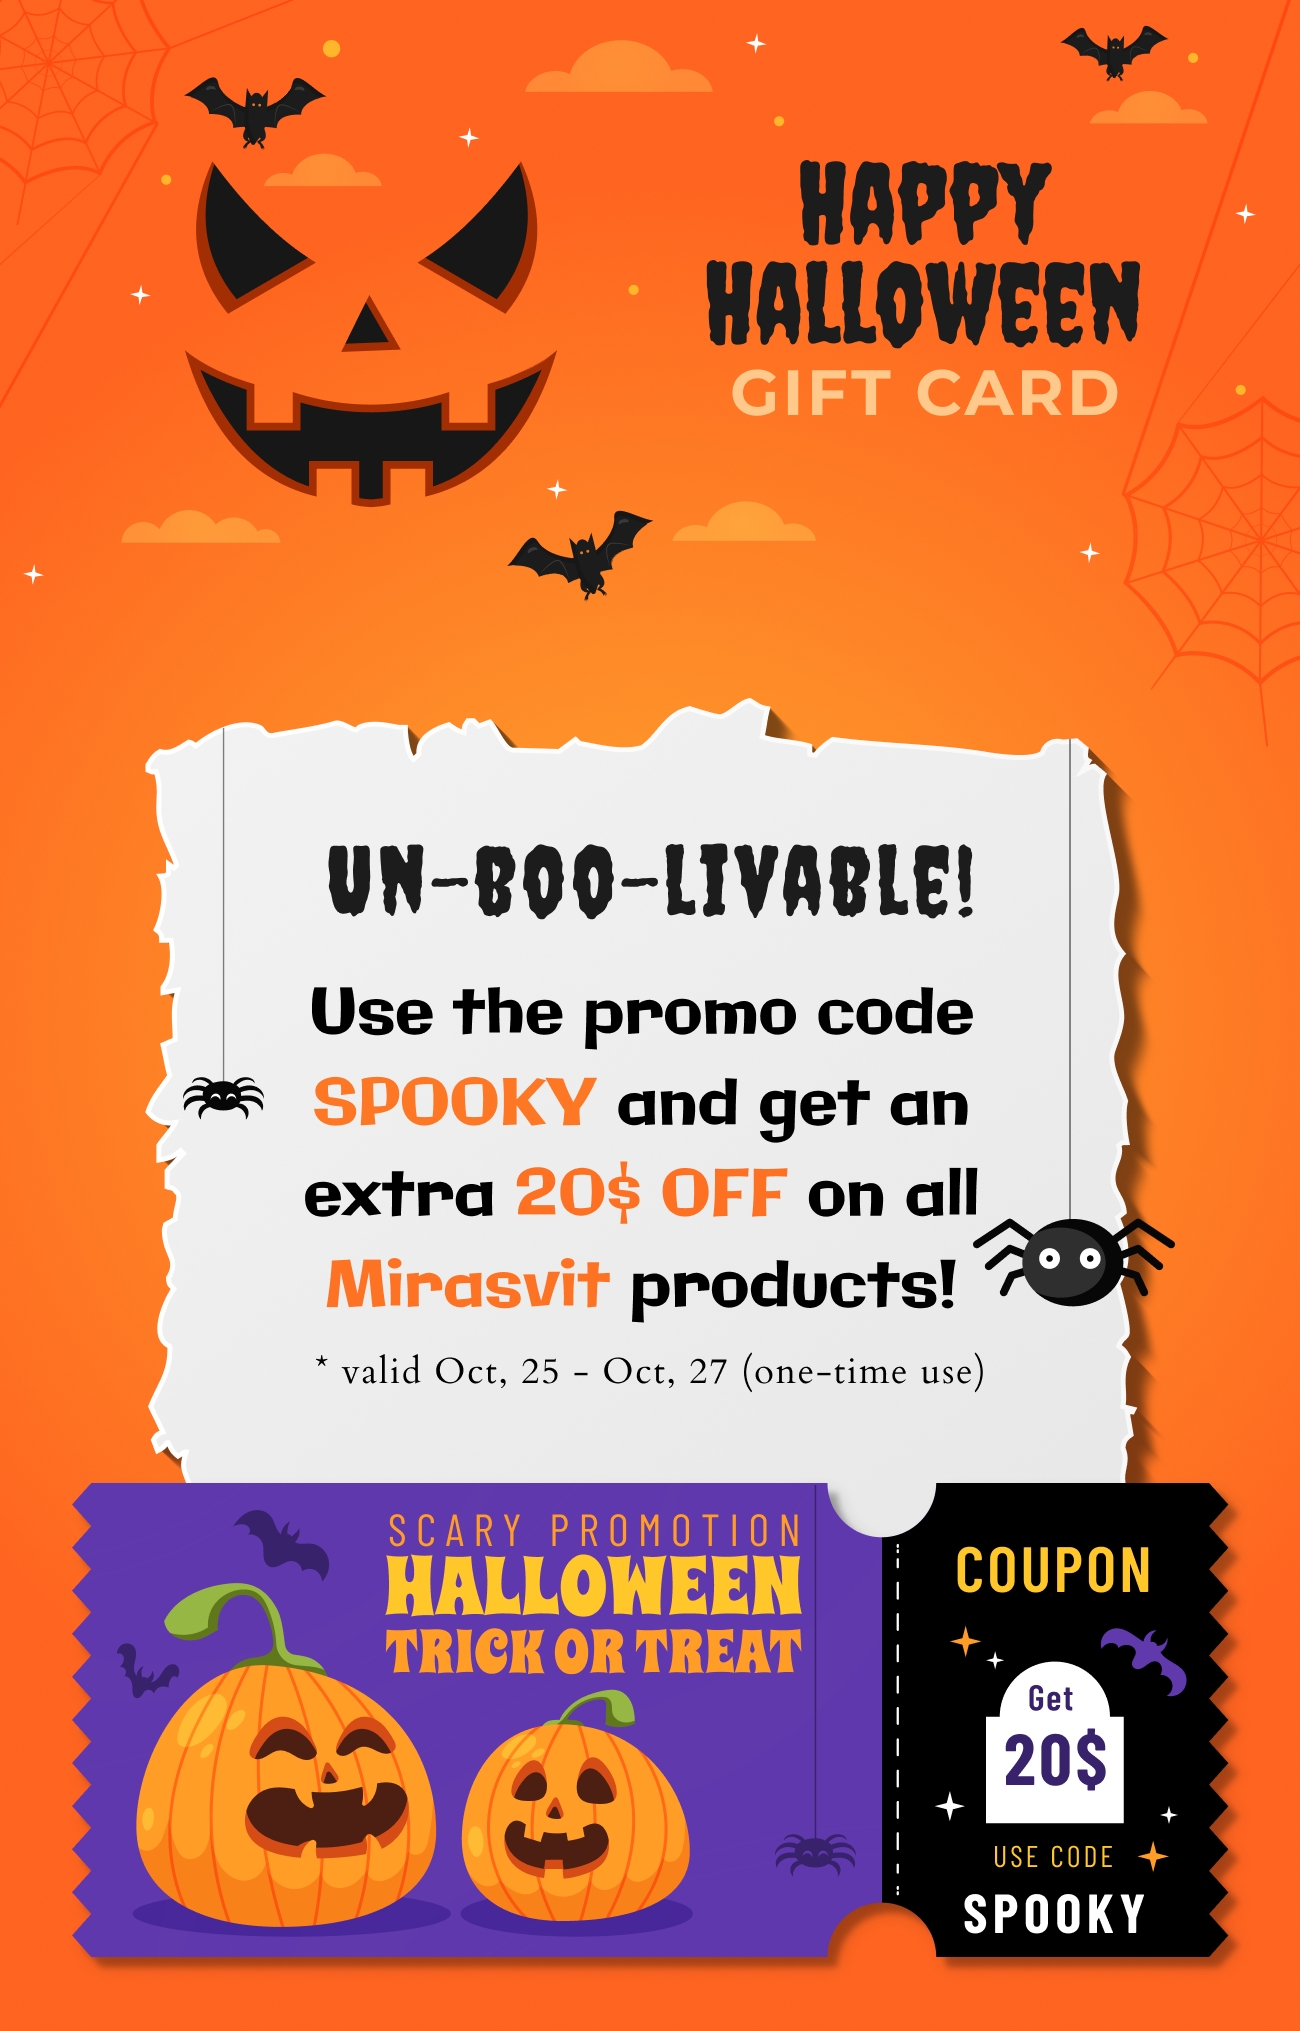 HAPPY
HALLOWEEN
GIFT CARD
UN-BOO-LIVABLE!
Use the promo code
SPOOKY and get an
extra 20$ OFF on all
Mirasvit products!
* valid Oct, 25 - Oct, 27 (one-time use)
SCARY PROMOTION
HALLOWEEN
TRICK OR TREAT
COUPON
Get
20$
USE CODE
SPOOKY